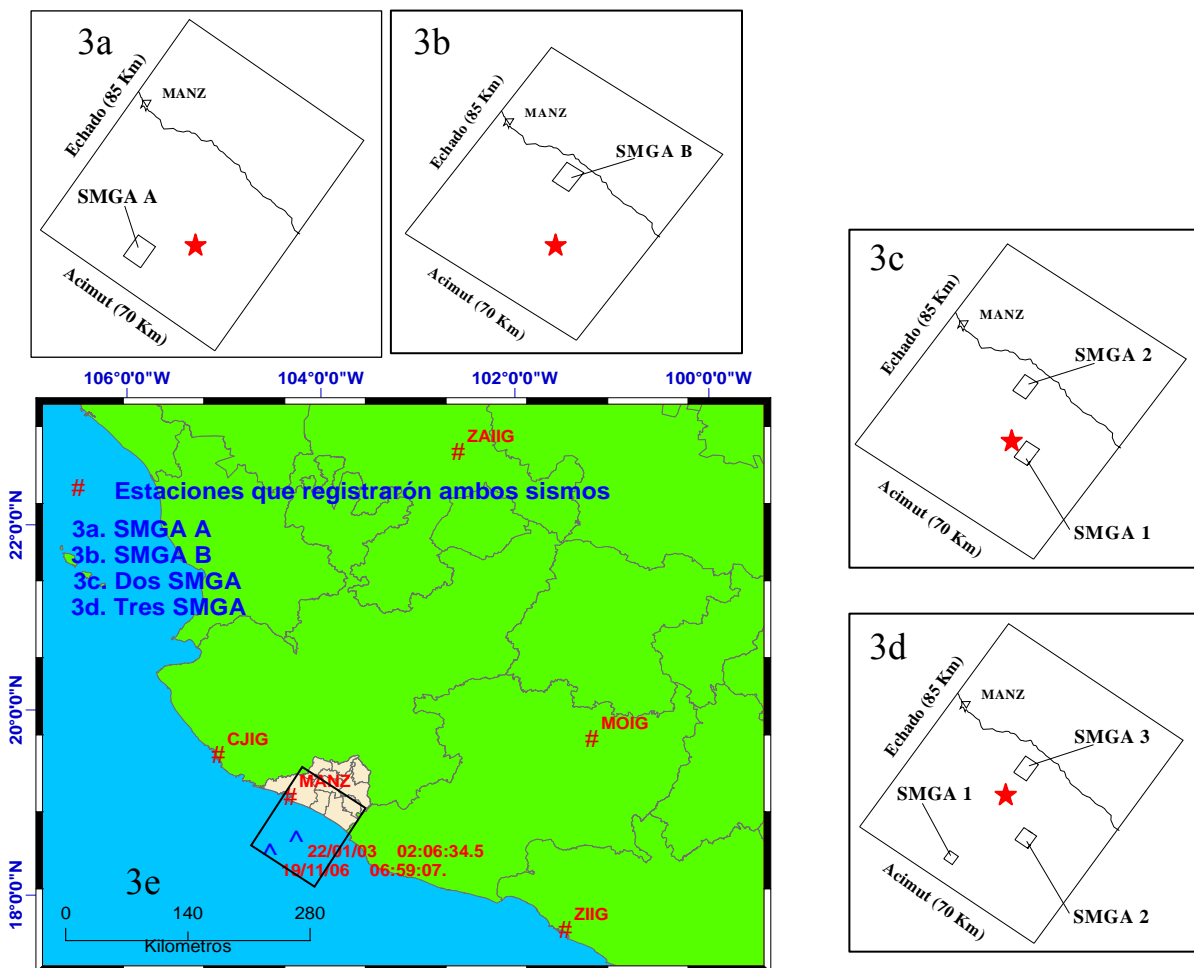 3a
Echado (85 Km)
MANZ
SMGA A
Acimut (70 Km)
3b
Echado (85 Km)
MANZ
SMGA B
Acimut (70 Km)
3c
Echado (85 Km)
MANZ
SMGA 2
Acimut (70 Km)
SMGA 1
3d
Echado (85 Km)
MANZ
SMGA 3
SMGA 1
Acimut (70 Km)
SMGA 2
106°0'0"W 104°0'0"W 102°0'0"W 100°0'0"W
22°0'0"N
20°0'0"N
18°0'0"N
ZAIIG
# Estaciones que registrarón ambos sismos
3a. SMGA A
3b. SMGA B
3c. Dos SMGA
3d. Tres SMGA
MOIG
CJIG
MANZ
22/01/03 02:06:34.5
19/11/06 06:59:07.
3e
ZIIG
0 140 280
Kilometros